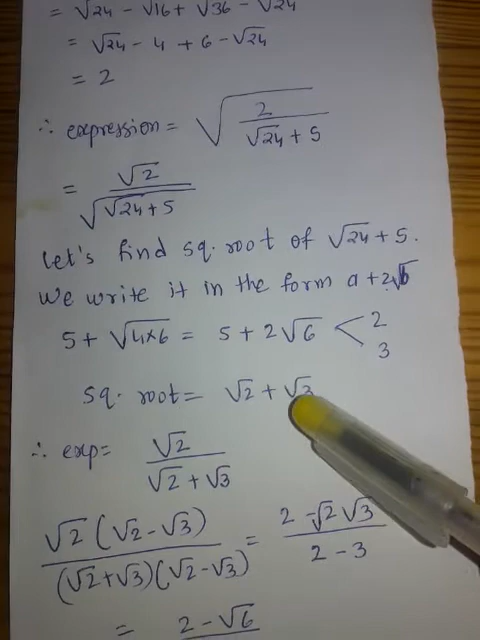 = √24 - √16 + √36 - √24
= √24 - 4 + 6 - √24
= 2
∴ expression = √(2/(√24 + 5))
= √2/√(√24 + 5)
Let's find sq. root of √24 + 5.
We write it in the form a + 2√b
5 + √(4×6) = 5 + 2√6 < 2 3
sq. root = √2 + √3
∴ exp = √2/(√2 + √3)
√2 (√2 - √3)/((√2 + √3)(√2 - √3)) = (2 - √2 √3)/(2 - 3)
= 2 - √6